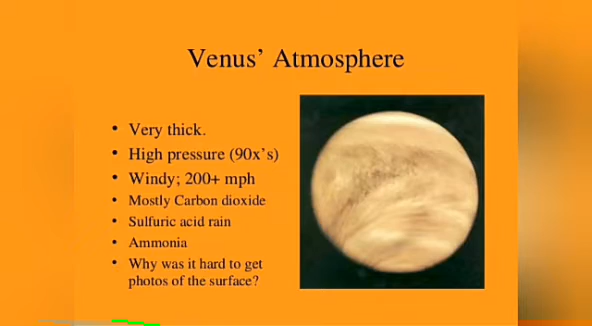 Venus’ Atmosphere
• Very thick.
• High pressure (90x’s)
• Windy; 200+ mph
• Mostly Carbon dioxide
• Sulfuric acid rain
• Ammonia
• Why was it hard to get
photos of the surface?